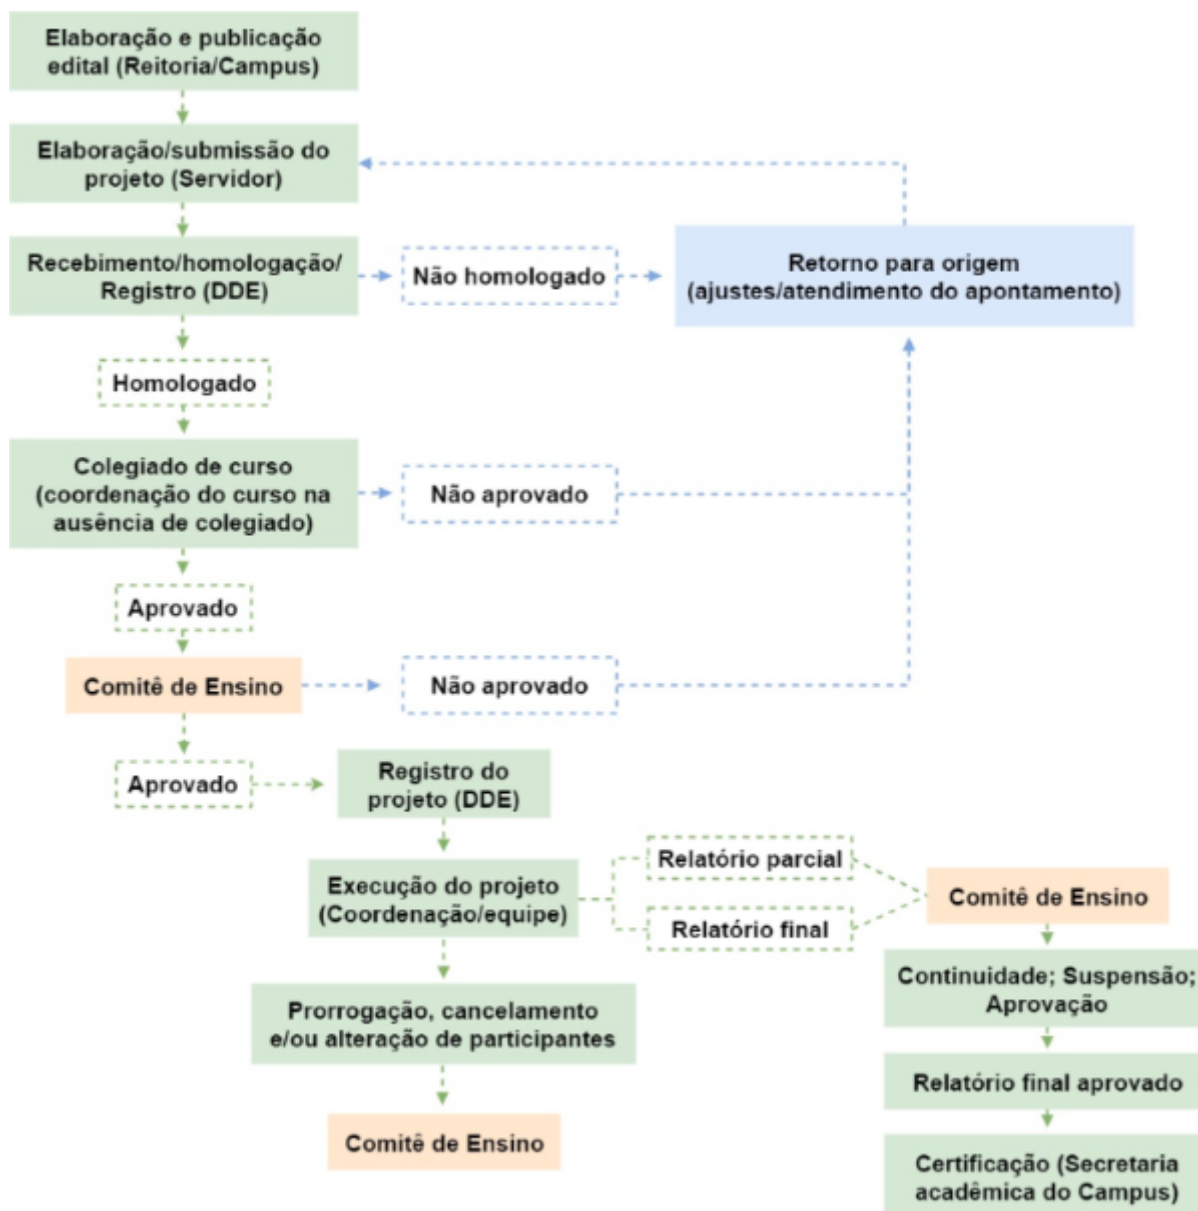 Elaboração e publicação
edital (Reitoria/Campus)
Elaboração/submissão do
projeto (Servidor)
Recebimento/homologação/
Registro (DDE)
Não homologado
Retorno para origem
(ajustes/atendimento do apontamento)
Homologado
Colegiado de curso
(coordenação do curso na
ausência de colegiado)
Não aprovado
Aprovado
Comitê de Ensino
Não aprovado
Aprovado
Registro do
projeto (DDE)
Execução do projeto
(Coordenação/equipe)
Relatório parcial
Relatório final
Comitê de Ensino
Continuidade; Suspensão;
Aprovação
Prorrogação, cancelamento
e/ou alteração de participantes
Relatório final aprovado
Comitê de Ensino
Certificação (Secretaria
acadêmica do Campus)